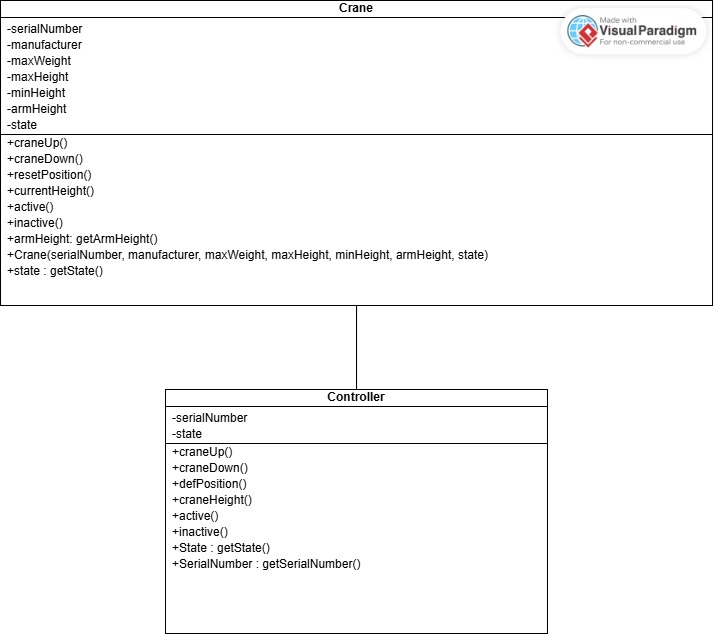 Crane
Made with
VisualParadigm
For non-commercial use
-serialNumber
-manufacturer
-maxWeight
-maxHeight
-minHeight
-armHeight
-state
+craneUp()
+craneDown()
+resetPosition()
+currentHeight()
+active()
+inactive()
+armHeight: getArmHeight()
+Crane(serialNumber, manufacturer, maxWeight, maxHeight, minHeight, armHeight, state)
+state : getState()
Controller
-serialNumber
-state
+craneUp()
+craneDown()
+defPosition()
+craneHeight()
+active()
+inactive()
+State : getState()
+SerialNumber : getSerialNumber()